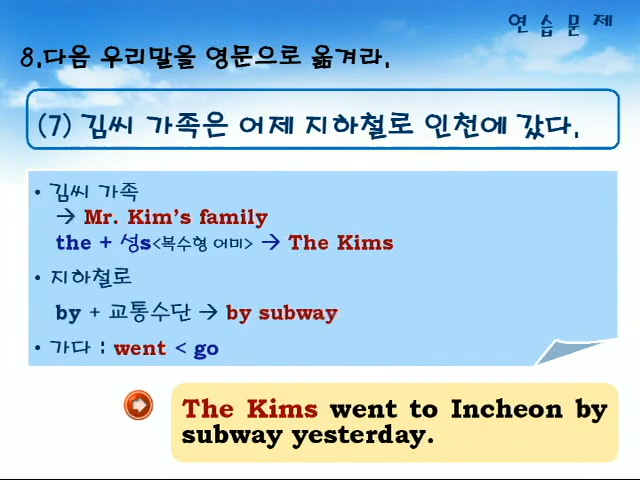 연 습 문 제
8.다음 우리말을 영문으로 옮겨라.
(7) 김씨 가족은 어제 지하철로 인천에 갔다.
• 김씨 가족
→ Mr. Kim's family
the + 성s<복수형 어미> → The Kims
• 지하철로
by + 교통수단 → by subway
• 가다 : went < go
The Kims went to Incheon by
subway yesterday.